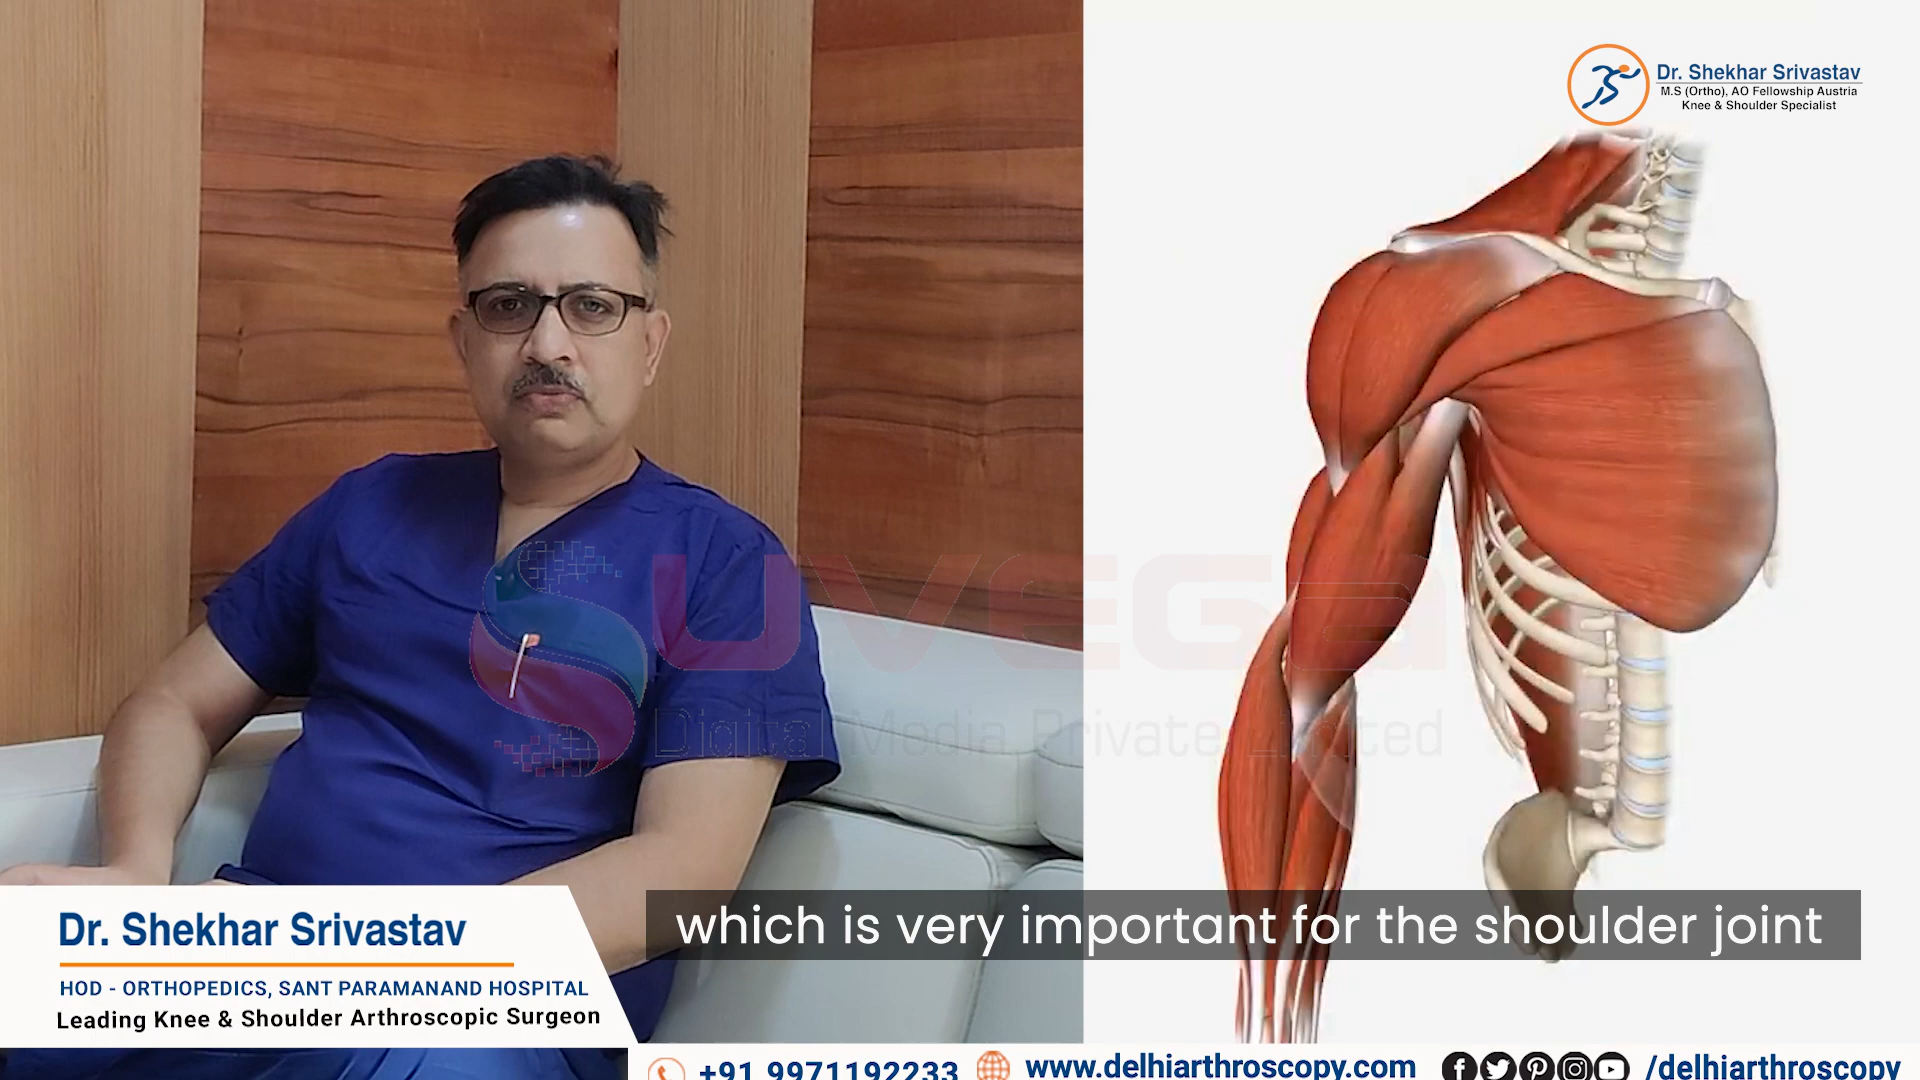 Dr. Shekhar Srivastav
M.S (Ortho), AO Fellowship Austria
Knee & Shoulder Specialist
SUVEGa
Digital Media Private Limited
which is very important for the shoulder joint
Dr. Shekhar Srivastav
HOD - ORTHOPEDICS, SANT PARAMANAND HOSPITAL
Leading Knee & Shoulder Arthroscopic Surgeon
+91 9971192233 www.delhiarthroscopy.com /delhiarthroscopy